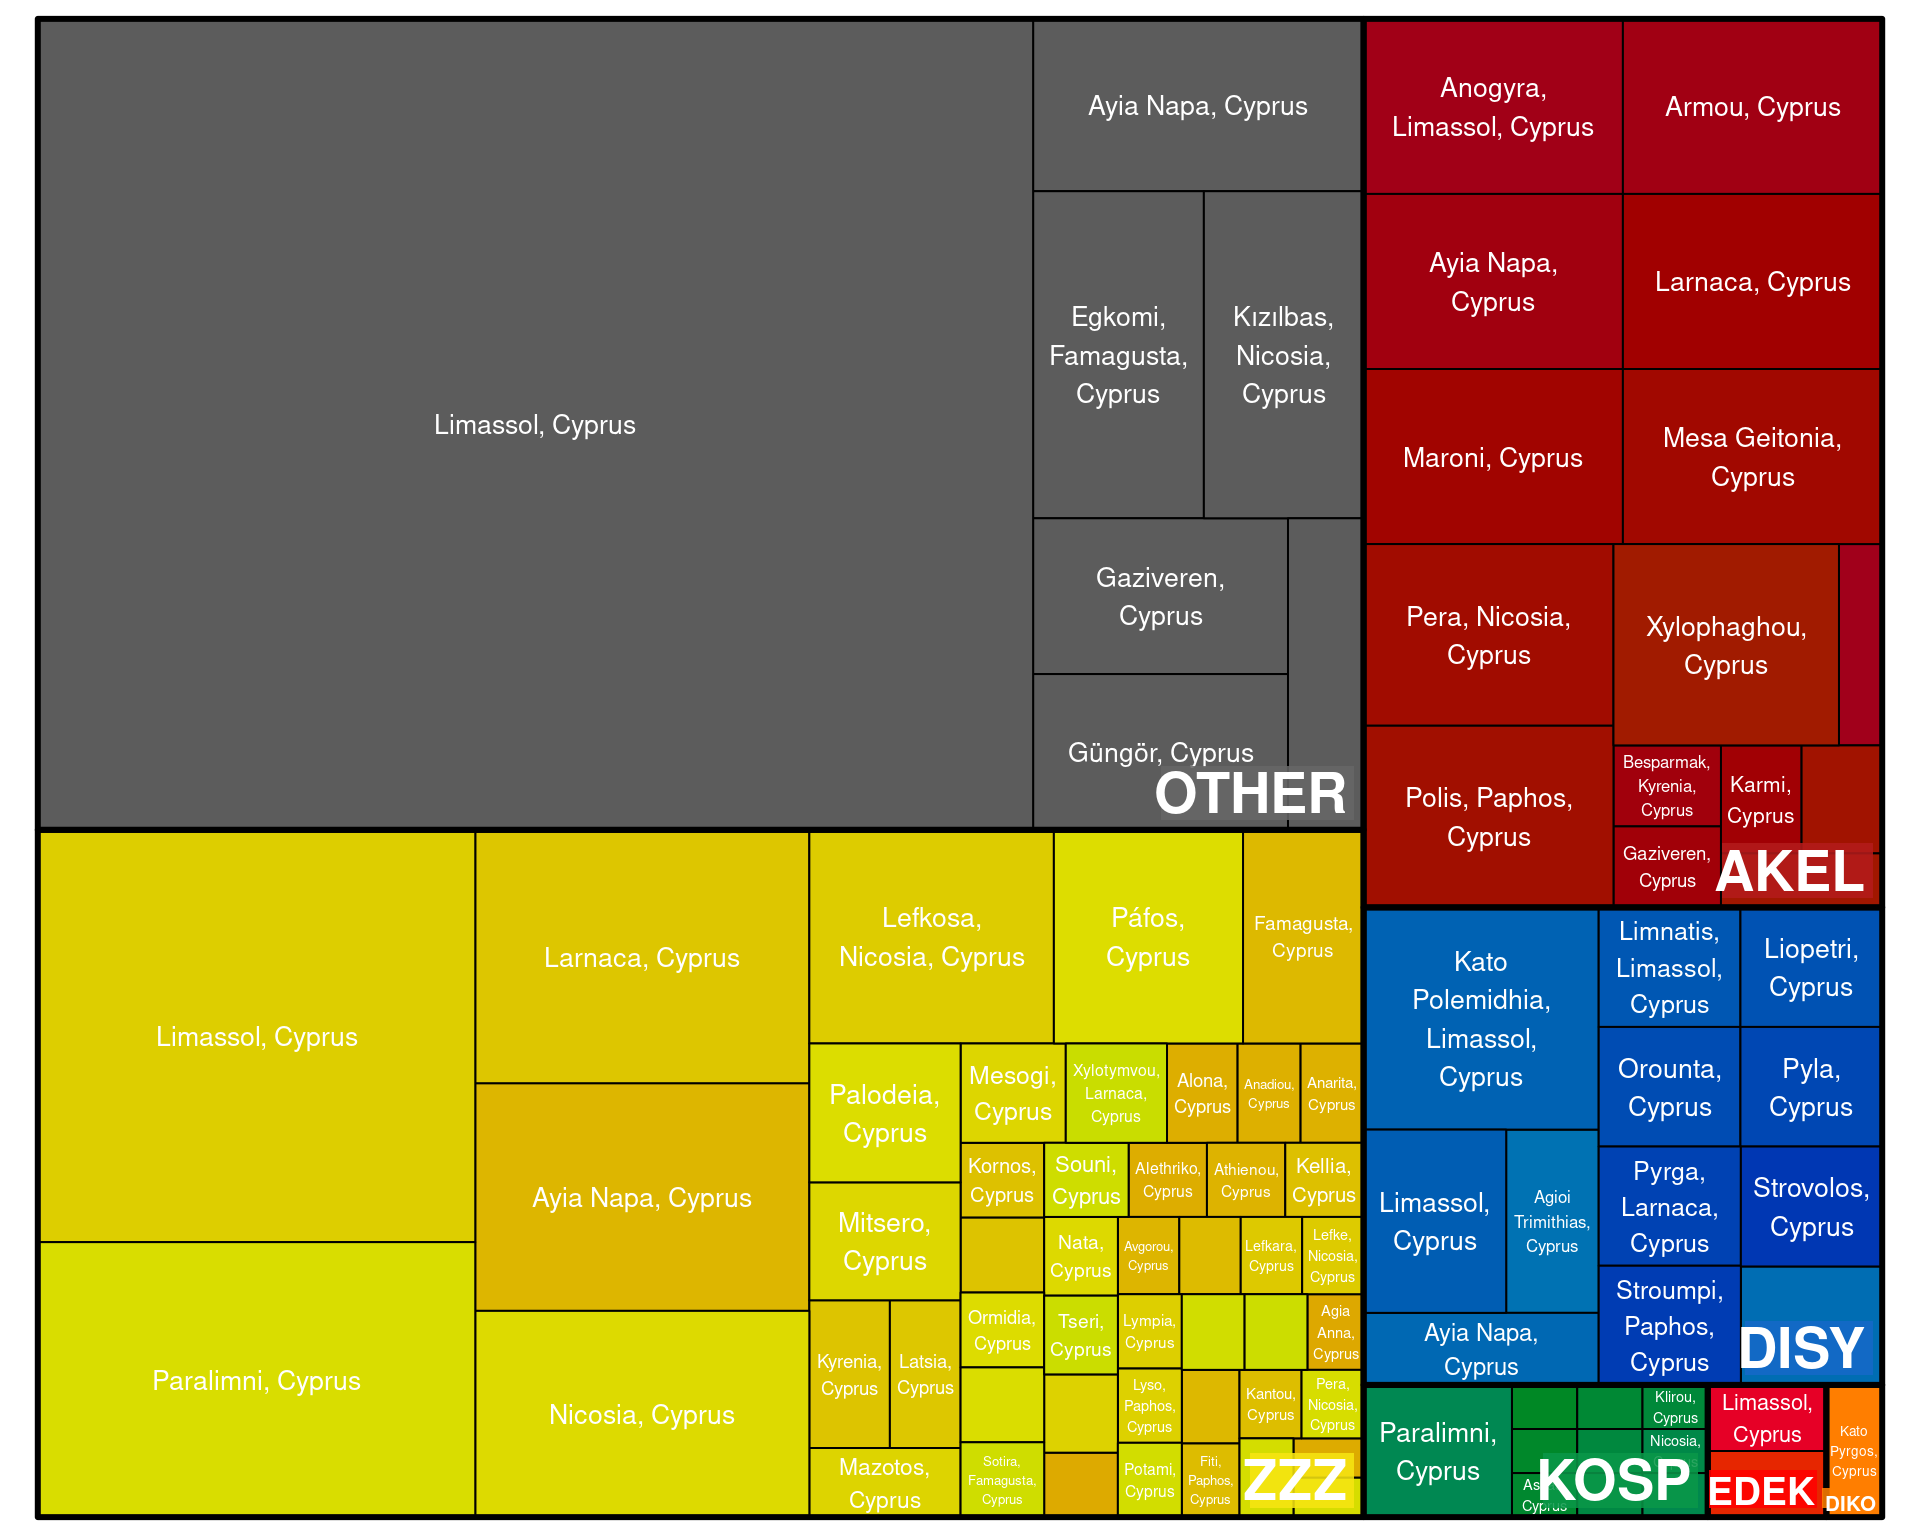 Limassol, Cyprus
Ayia Napa, Cyprus
Egkomi,
Famagusta,
Cyprus
Kızılbas,
Nicosia,
Cyprus
Gaziveren,
Cyprus
Güngör, Cyprus
OTHER
Anogyra,
Limassol, Cyprus
Armou, Cyprus
Ayia Napa,
Cyprus
Larnaca, Cyprus
Maroni, Cyprus
Mesa Geitonia,
Cyprus
Pera, Nicosia,
Cyprus
Xylophaghou,
Cyprus
Polis, Paphos,
Cyprus
Besparmak,
Kyrenia,
Cyprus
Karmi,
Cyprus
Gaziveren,
Cyprus
AKEL
Limassol, Cyprus
Paralimni, Cyprus
Larnaca, Cyprus
Ayia Napa, Cyprus
Nicosia, Cyprus
Lefkosa,
Nicosia, Cyprus
Páfos,
Cyprus
Famagusta,
Cyprus
Palodeia,
Cyprus
Mitsero,
Cyprus
Kyrenia,
Cyprus
Latsia,
Cyprus
Mazotos,
Cyprus
Mesogi,
Cyprus
Xylotymvou,
Larnaca,
Cyprus
Alona,
Cyprus
Anadiou,
Cyprus
Anarita,
Cyprus
Kornos,
Cyprus
Souni,
Cyprus
Alethriko,
Cyprus
Athienou,
Cyprus
Kellia,
Cyprus
Nata,
Cyprus
Avgorou,
Cyprus
Lefkara,
Cyprus
Lefke,
Nicosia,
Cyprus
Ormidia,
Cyprus
Tseri,
Cyprus
Lympia,
Cyprus
Agia
Anna,
Cyprus
Lyso,
Paphos,
Cyprus
Kantou,
Cyprus
Pera,
Nicosia,
Cyprus
Sotira,
Famagusta,
Cyprus
Potami,
Cyprus
Fiti,
Paphos,
Cyprus
ZZZ
Kato
Polemidhia,
Limassol,
Cyprus
Limnatis,
Limassol,
Cyprus
Liopetri,
Cyprus
Orounta,
Cyprus
Pyla,
Cyprus
Limassol,
Cyprus
Agioi
Trimithias,
Cyprus
Pyrga,
Larnaca,
Cyprus
Strovolos,
Cyprus
Ayia Napa,
Cyprus
Stroumpi,
Paphos,
Cyprus
DISY
Paralimni,
Cyprus
Klirou,
Cyprus
Nicosia,
Cyprus
KOSP
Limassol,
Cyprus
EDEK
Kato
Pyrgos,
Cyprus
DIKO